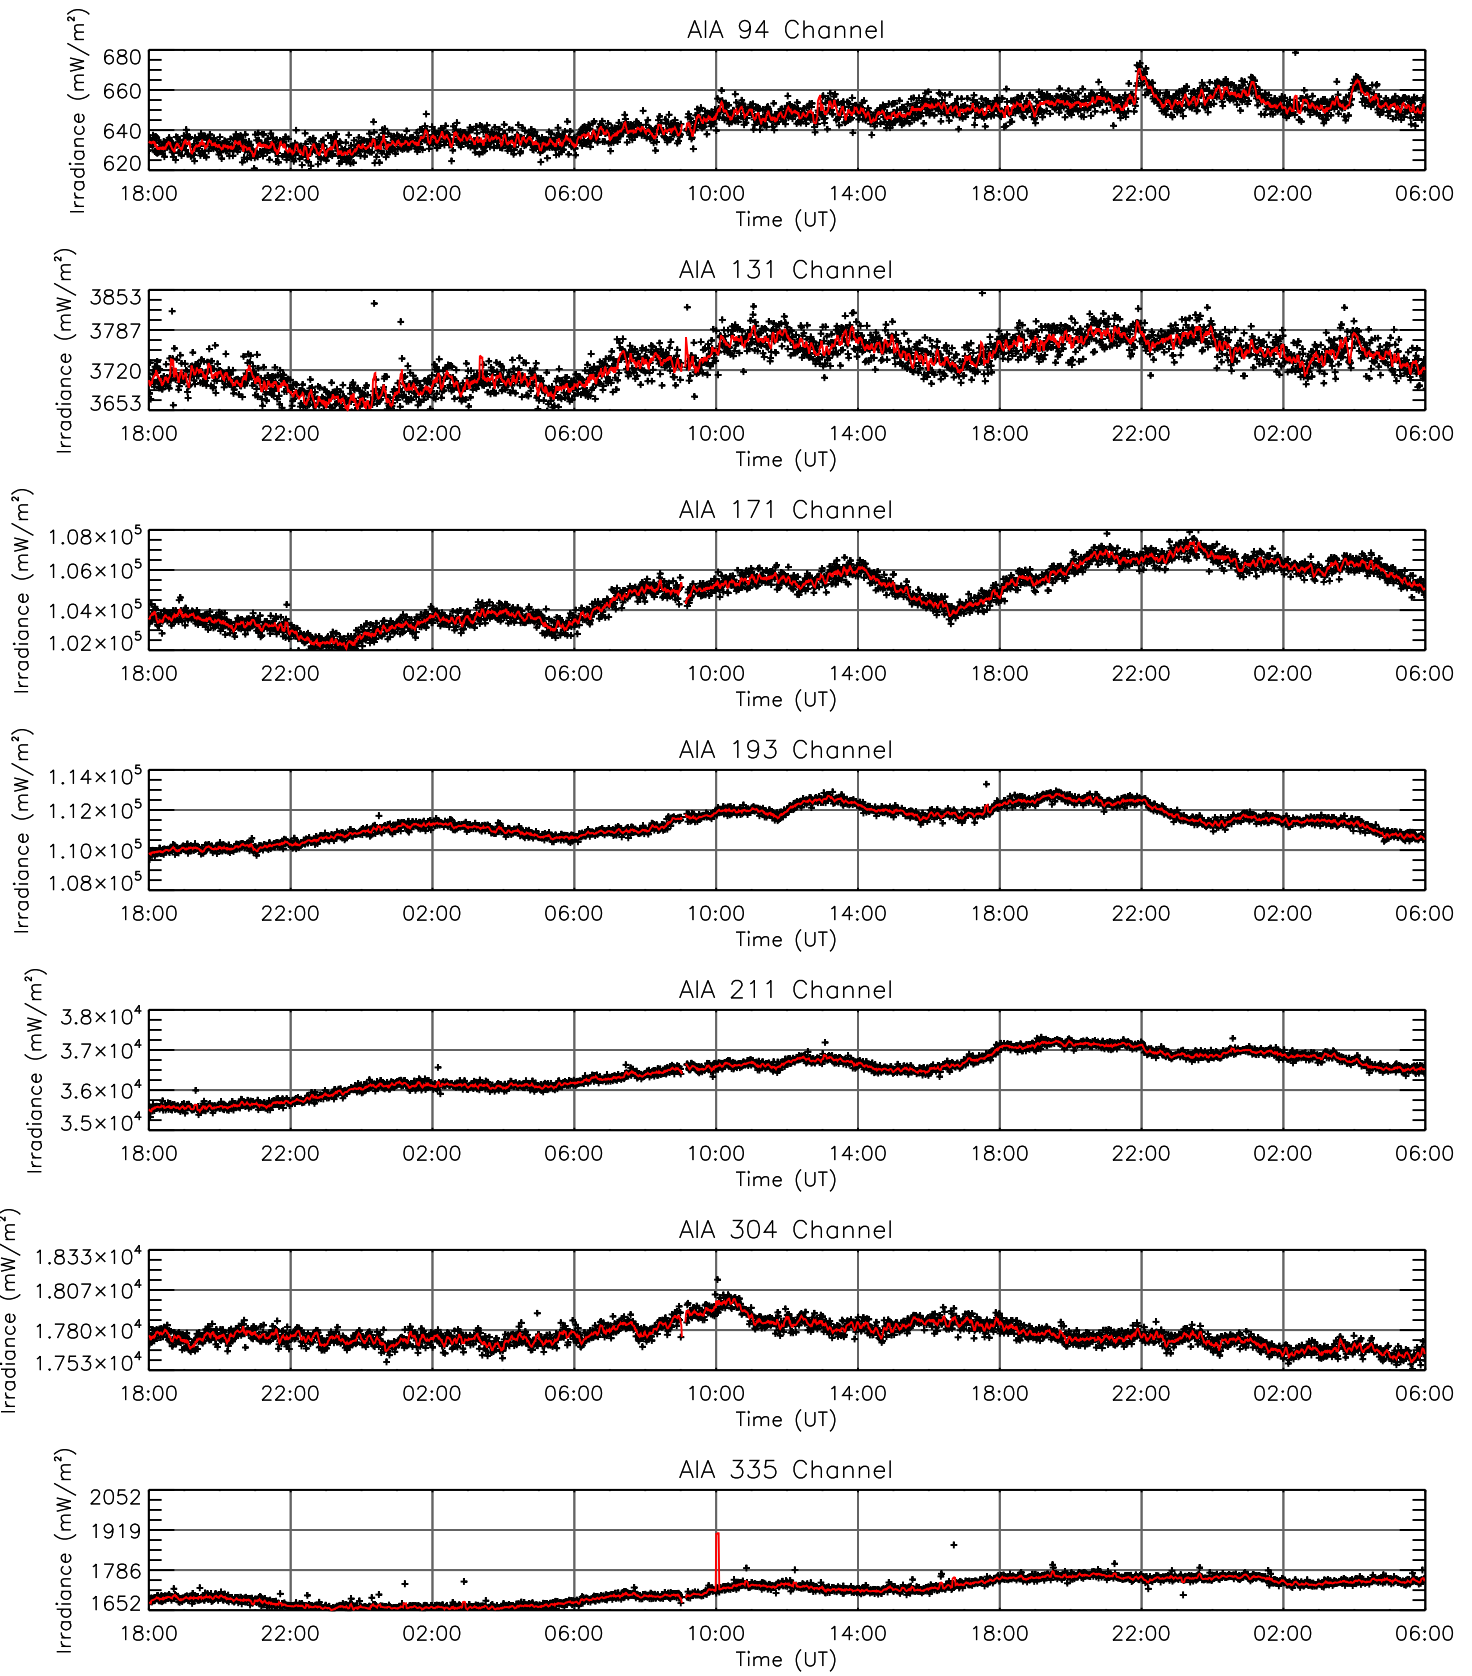 AIA 94 Channel
Irradiance (mW/m²)
680
660
640
620
18:00 22:00 02:00 06:00 10:00 14:00 18:00 22:00 02:00 06:00
Time (UT)
AIA 131 Channel
Irradiance (mW/m²)
3853
3787
3720
3653
18:00 22:00 02:00 06:00 10:00 14:00 18:00 22:00 02:00 06:00
Time (UT)
AIA 171 Channel
Irradiance (mW/m²)
1.08×10⁵
1.06×10⁵
1.04×10⁵
1.02×10⁵
18:00 22:00 02:00 06:00 10:00 14:00 18:00 22:00 02:00 06:00
Time (UT)
AIA 193 Channel
Irradiance (mW/m²)
1.14×10⁵
1.12×10⁵
1.10×10⁵
1.08×10⁵
18:00 22:00 02:00 06:00 10:00 14:00 18:00 22:00 02:00 06:00
Time (UT)
AIA 211 Channel
Irradiance (mW/m²)
3.8×10⁴
3.7×10⁴
3.6×10⁴
3.5×10⁴
18:00 22:00 02:00 06:00 10:00 14:00 18:00 22:00 02:00 06:00
Time (UT)
AIA 304 Channel
Irradiance (mW/m²)
1.833×10⁴
1.807×10⁴
1.780×10⁴
1.753×10⁴
18:00 22:00 02:00 06:00 10:00 14:00 18:00 22:00 02:00 06:00
Time (UT)
AIA 335 Channel
Irradiance (mW/m²)
2052
1919
1786
1652
18:00 22:00 02:00 06:00 10:00 14:00 18:00 22:00 02:00 06:00
Time (UT)